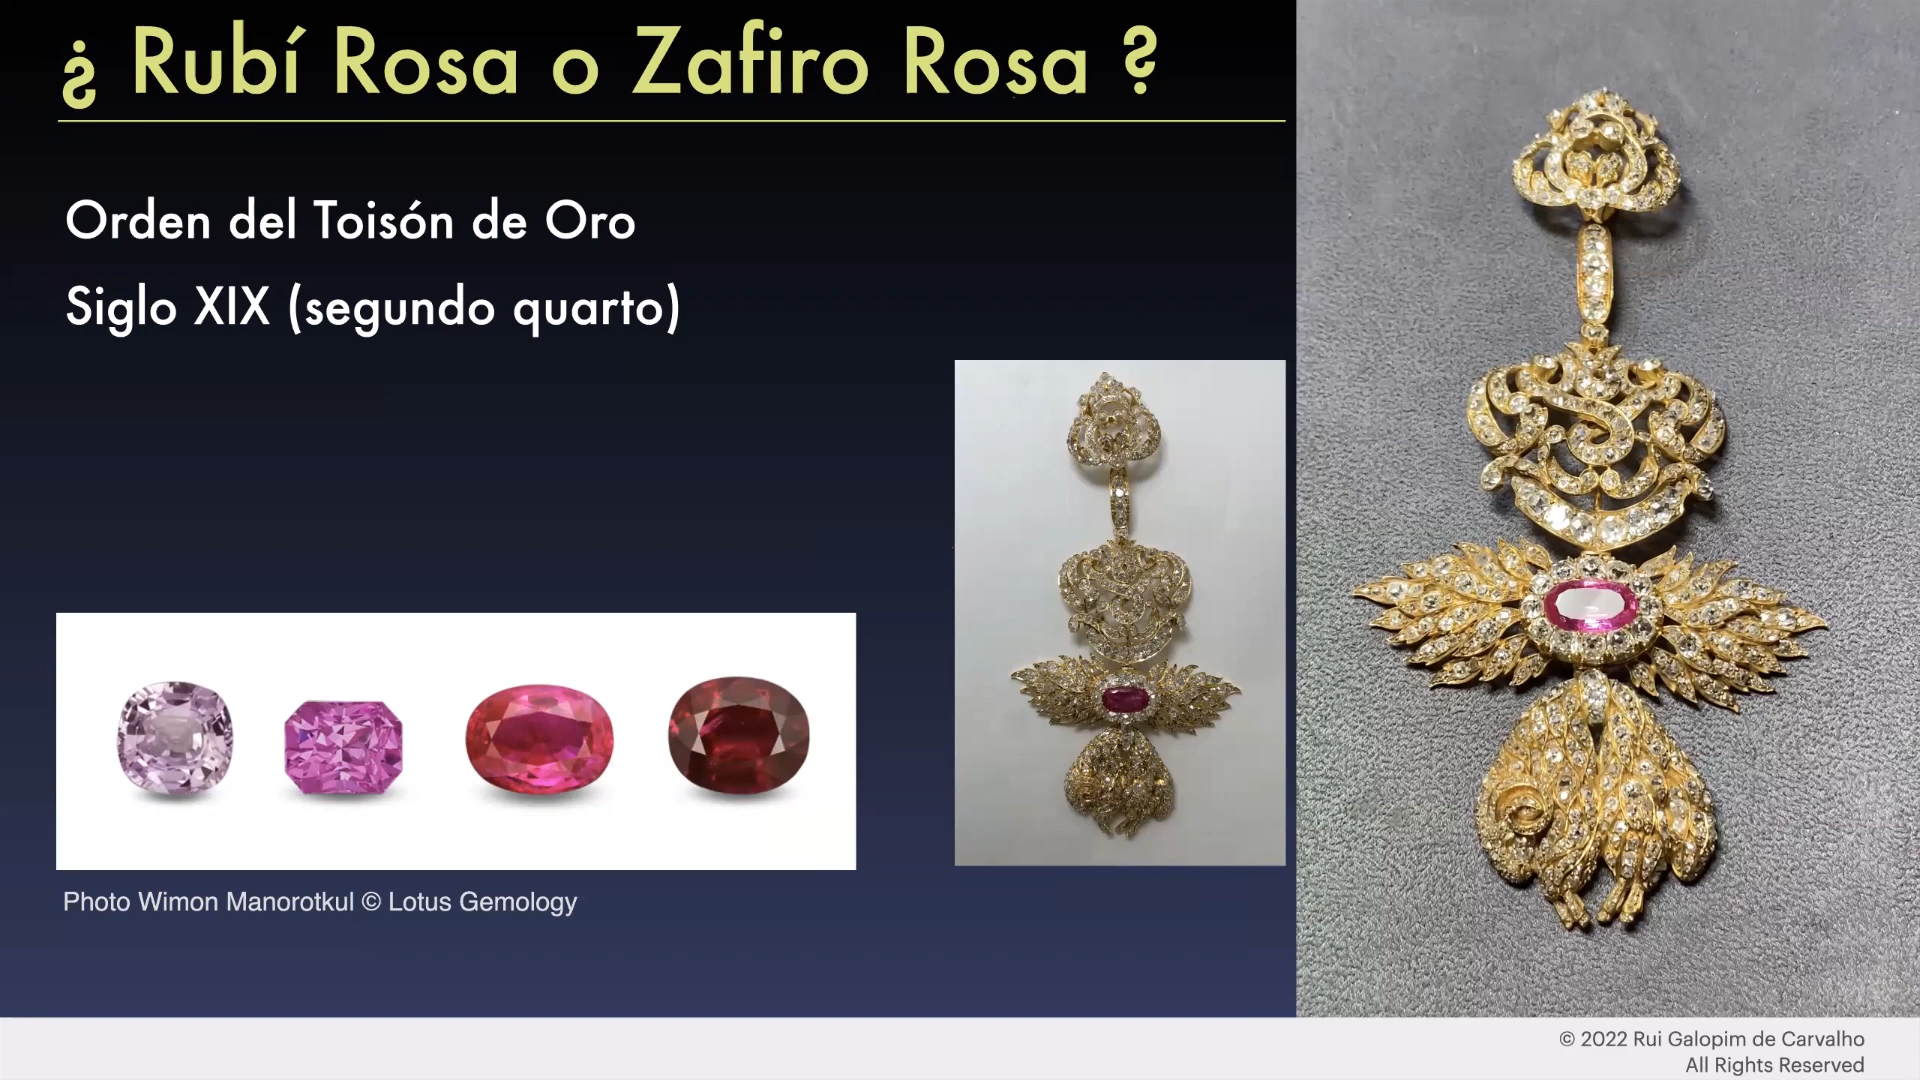 ¿ Rubí Rosa o Zafiro Rosa ?
Orden del Toisón de Oro
Siglo XIX (segundo quarto)
Photo Wimon Manorotkul © Lotus Gemology
© 2022 Rui Galopim de Carvalho
All Rights Reserved